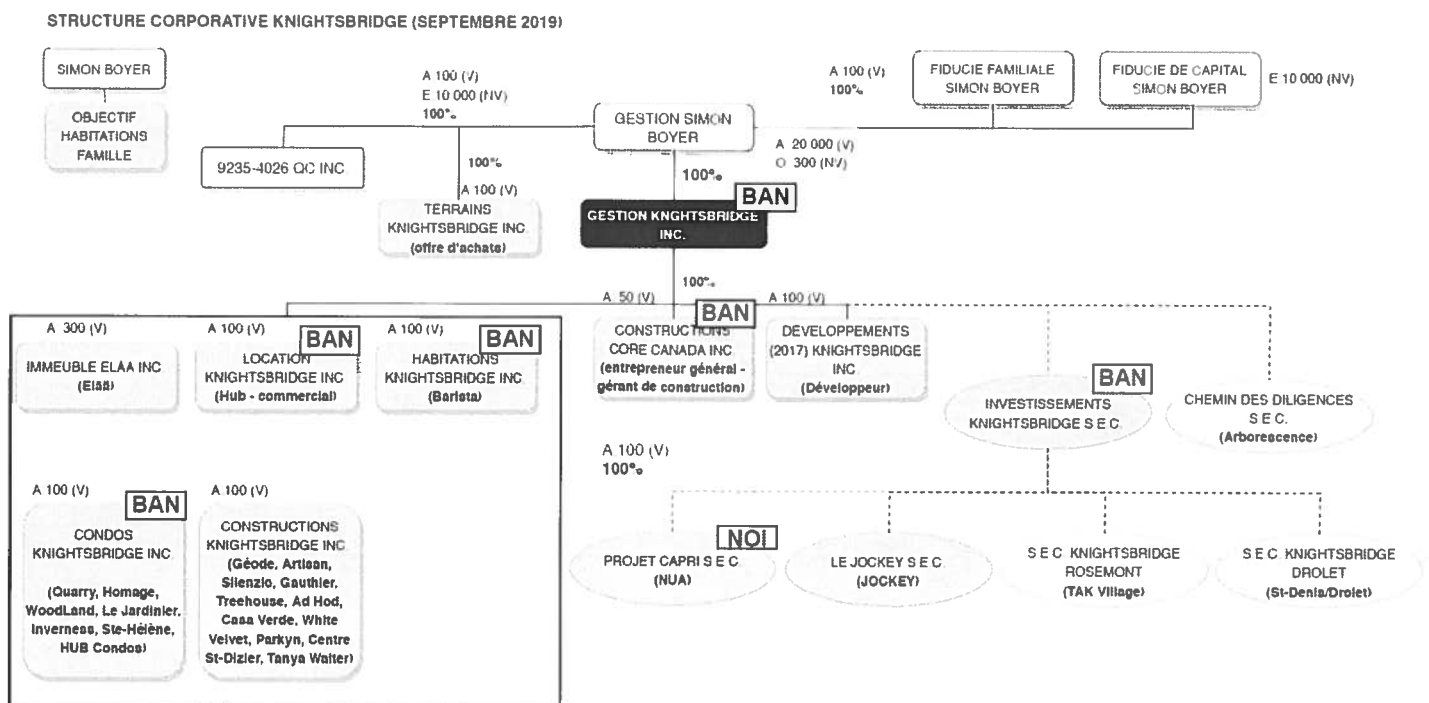 STRUCTURE CORPORATIVE KNIGHTSBRIDGE (SEPTEMBRE 2019)
SIMON BOYER
OBJECTIF
HABITATIONS
FAMILLE
A 100 (V)
E 10 000 (NV)
100%
9235-4026 QC INC.
100%
A 100 (V)
TERRAINS
KNIGHTSBRIDGE INC.
(offre d'achats)
GESTION SIMON
BOYER
A 100 (V)
100%
FIDUCIE FAMILIALE
SIMON BOYER
FIDUCIE DE CAPITAL
SIMON BOYER
E 10 000 (NV)
A 20 000 (V)
O 300 (NV)
100%
BAN
GESTION KNGHTSBRIDGE
INC.
100%
A 300 (V)
IMMEUBLE ELAA INC.
(Elää)
A 100 (V)
BAN
LOCATION
KNIGHTSBRIDGE INC.
(Hub - commercial)
A 100 (V)
BAN
HABITATIONS
KNIGHTSBRIDGE INC.
(Barista)
A 50 (V)
BAN
CONSTRUCTIONS
CORE CANADA INC.
(entrepreneur général -
gérant de construction)
A 100 (V)
DÉVELOPPEMENTS
(2017) KNIGHTSBRIDGE
INC
(Développeur)
BAN
INVESTISSEMENTS
KNIGHTSBRIDGE S E C.
CHEMIN DES DILIGENCES
S E C.
(Arborescence)
A 100 (V)
BAN
CONDOS
KNIGHTSBRIDGE INC.
(Quarry, Homage,
WoodLand, Le Jardinier,
Inverness, Ste-Hélène,
HUB Condos)
A 100 (V)
CONSTRUCTIONS
KNIGHTSBRIDGE INC.
(Géode, Artisan,
Silenzio, Gauthier,
Treehouse, Ad Hod,
Casa Verde, White
Velvet, Parkyn, Centre
St-Dizier, Tanya Walter)
A 100 (V)
100%
NOI
PROJET CAPRI S E C.
(NUA)
LE JOCKEY S E C.
(JOCKEY)
S E C. KNIGHTSBRIDGE
ROSEMONT
(TAK Village)
S E C. KNIGHTSBRIDGE
DROLET
(St-Denis/Drolet)